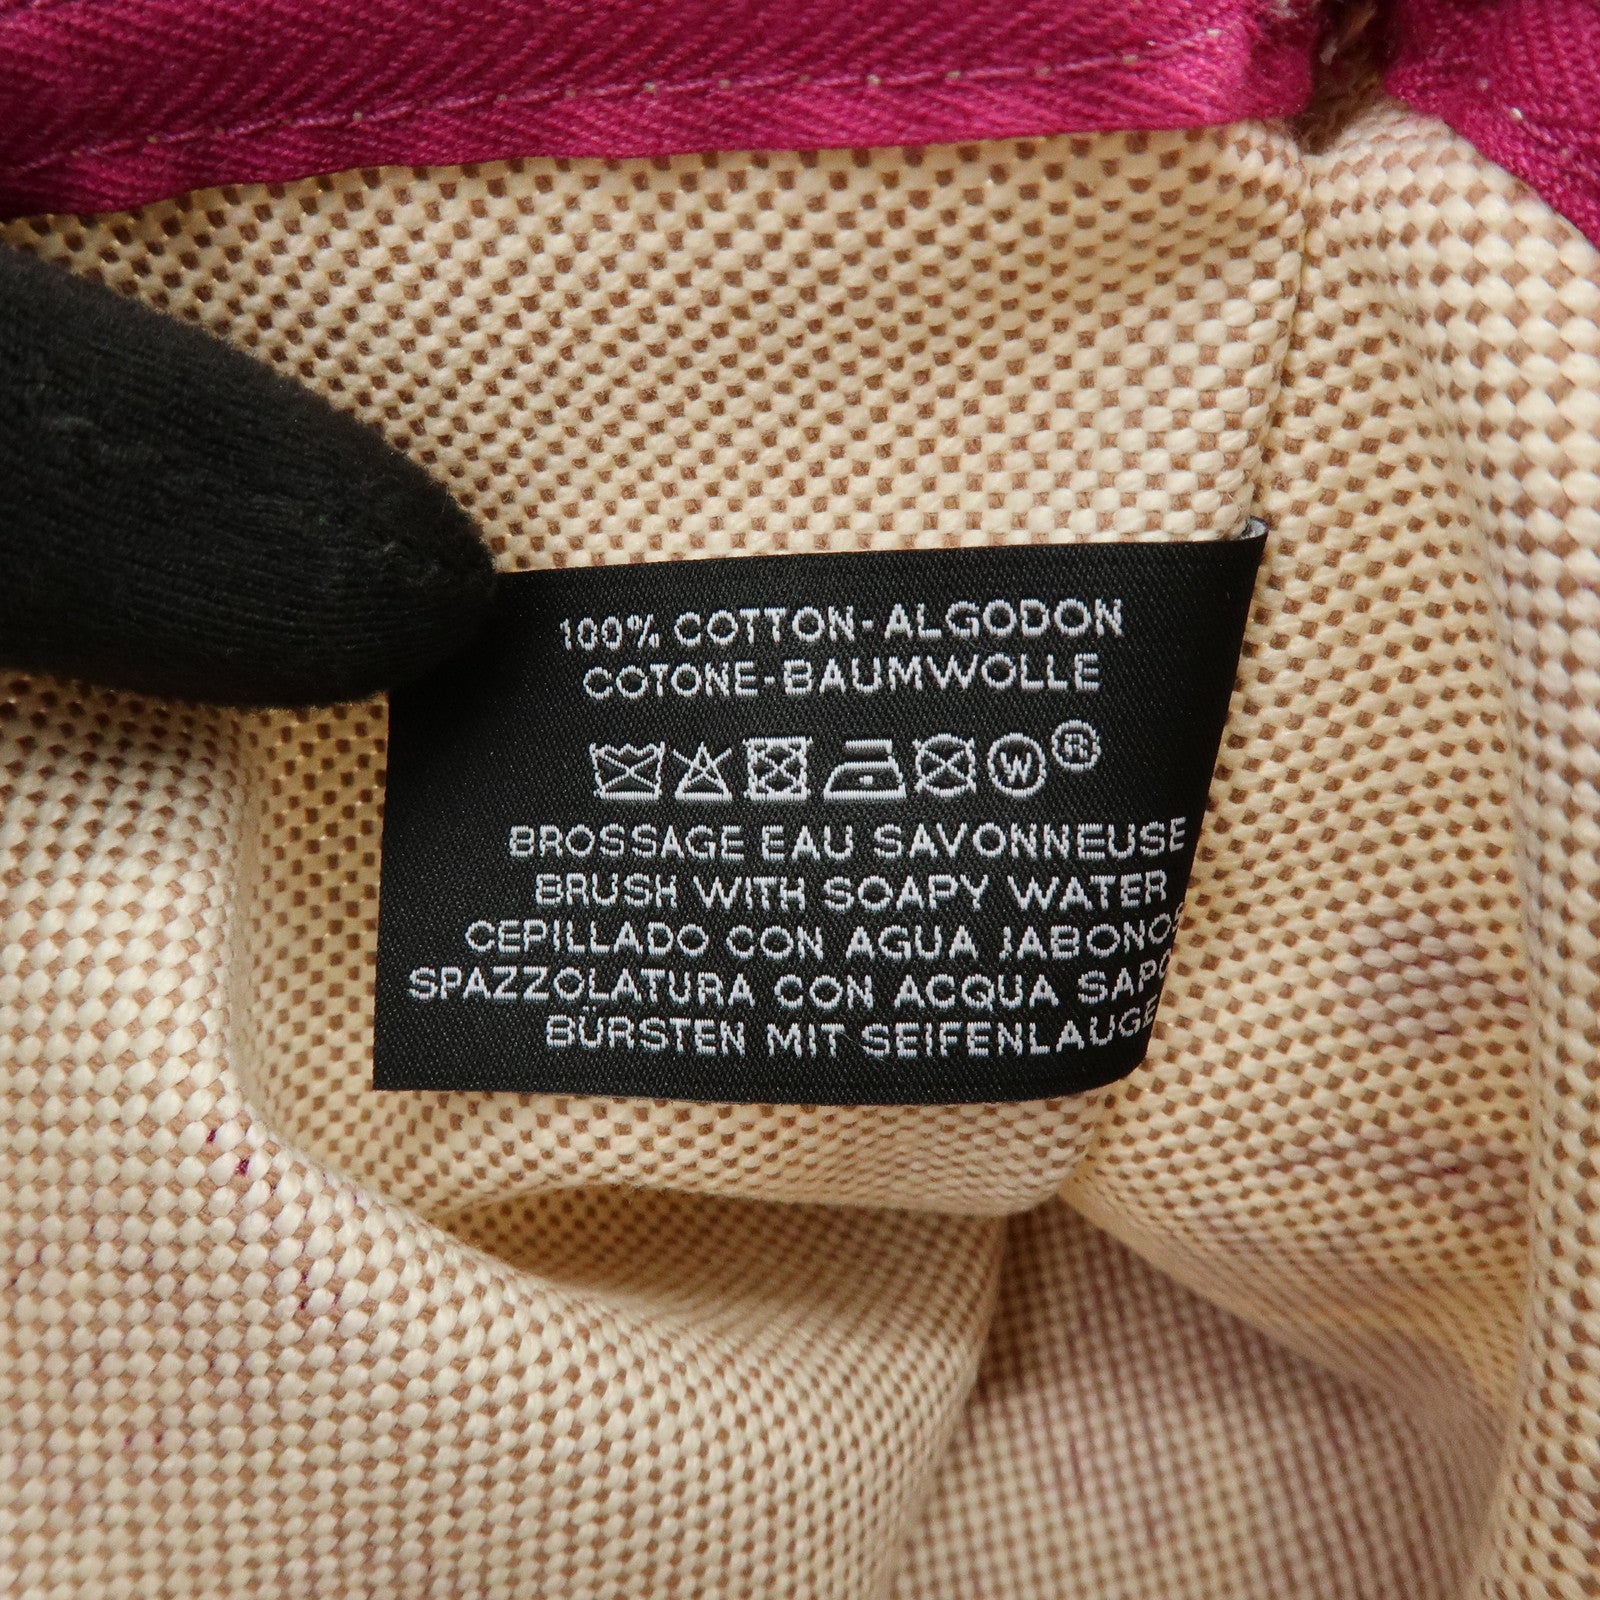 100% COTTON-ALGODON
COTONE-BAUMWOLLE
W ®
BROSSAGE EAU SAVONNEUSE
BRUSH WITH SOAPY WATER
CEPILLADO CON AGUA
SPAZZOLATURA CON ACQUA
BÜRSTEN MIT SEIFENLAUGE